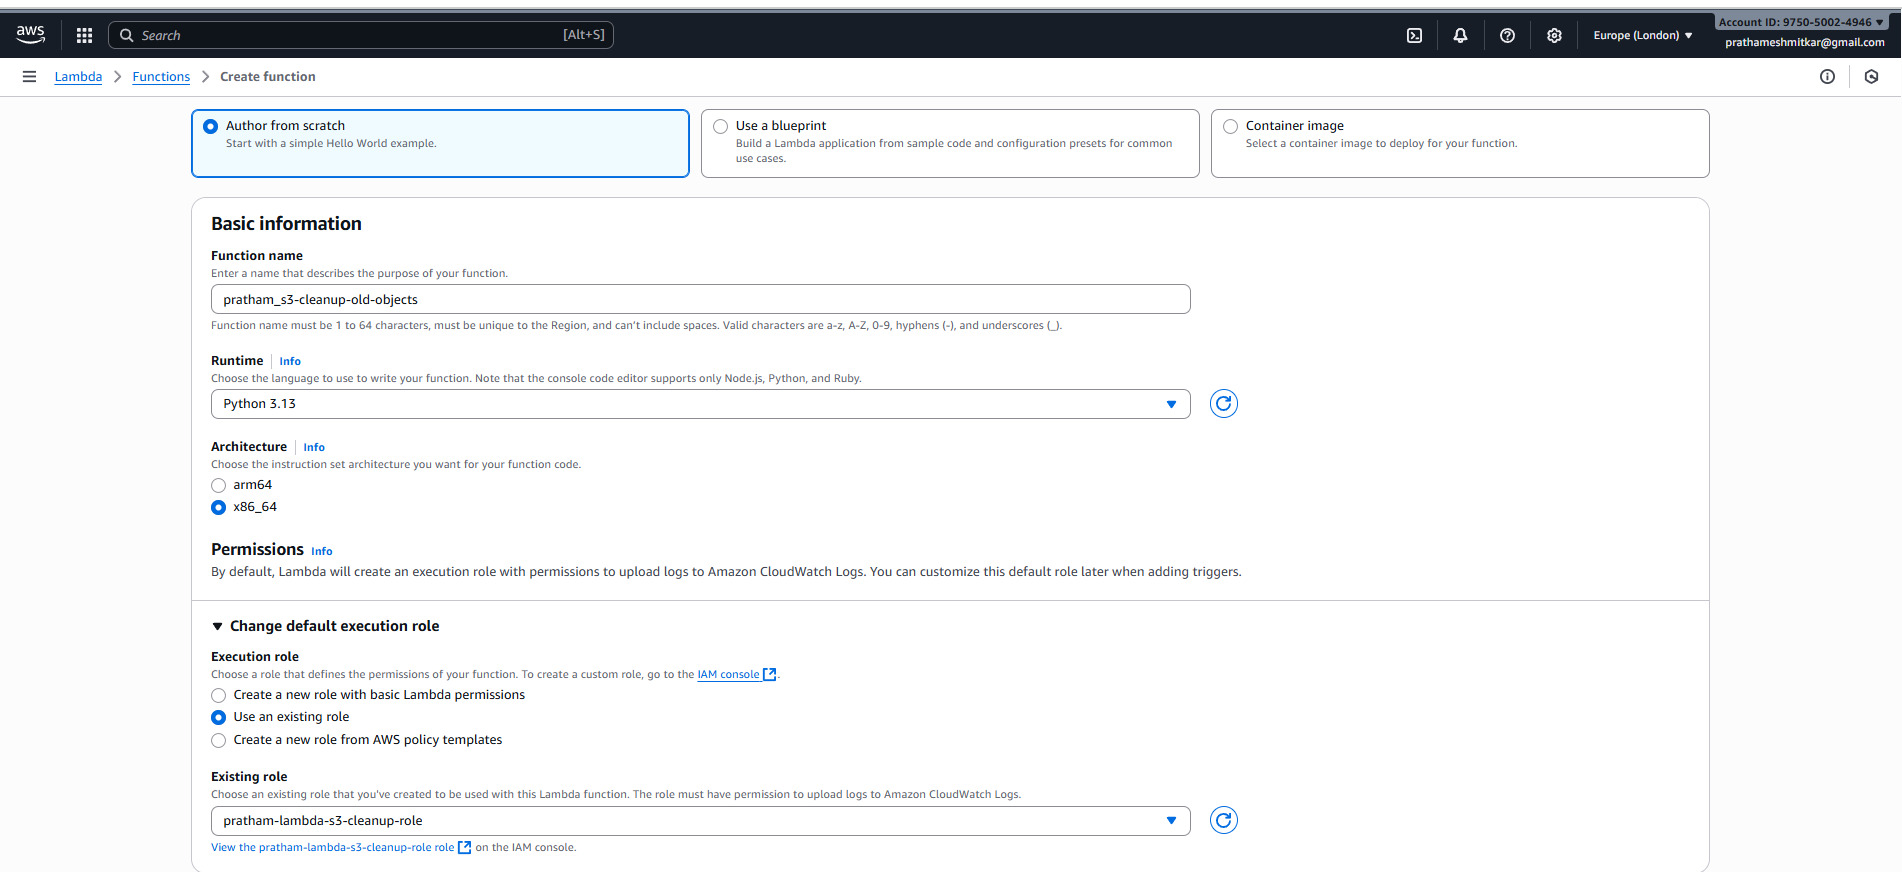 aws
Search
[Alt+S]
Europe (London)
Account ID: 9750-5002-4946
prathameshmitkar@gmail.com
Lambda
Functions
Create function
Author from scratch
Start with a simple Hello World example.
Use a blueprint
Build a Lambda application from sample code and configuration presets for common
use cases.
Container image
Select a container image to deploy for your function.
Basic information
Function name
Enter a name that describes the purpose of your function.
pratham_s3-cleanup-old-objects
Function name must be 1 to 64 characters, must be unique to the Region, and can't include spaces. Valid characters are a-z, A-Z, 0-9, hyphens (-), and underscores (_).
Runtime Info
Choose the language to use to write your function. Note that the console code editor supports only Node.js, Python, and Ruby.
Python 3.13
Architecture Info
Choose the instruction set architecture you want for your function code.
arm64
x86_64
Permissions Info
By default, Lambda will create an execution role with permissions to upload logs to Amazon CloudWatch Logs. You can customize this default role later when adding triggers.
Change default execution role
Execution role
Choose a role that defines the permissions of your function. To create a custom role, go to the IAM console.
Create a new role with basic Lambda permissions
Use an existing role
Create a new role from AWS policy templates
Existing role
Choose an existing role that you've created to be used with this Lambda function. The role must have permission to upload logs to Amazon CloudWatch Logs.
pratham-lambda-s3-cleanup-role
View the pratham-lambda-s3-cleanup-role role on the IAM console.